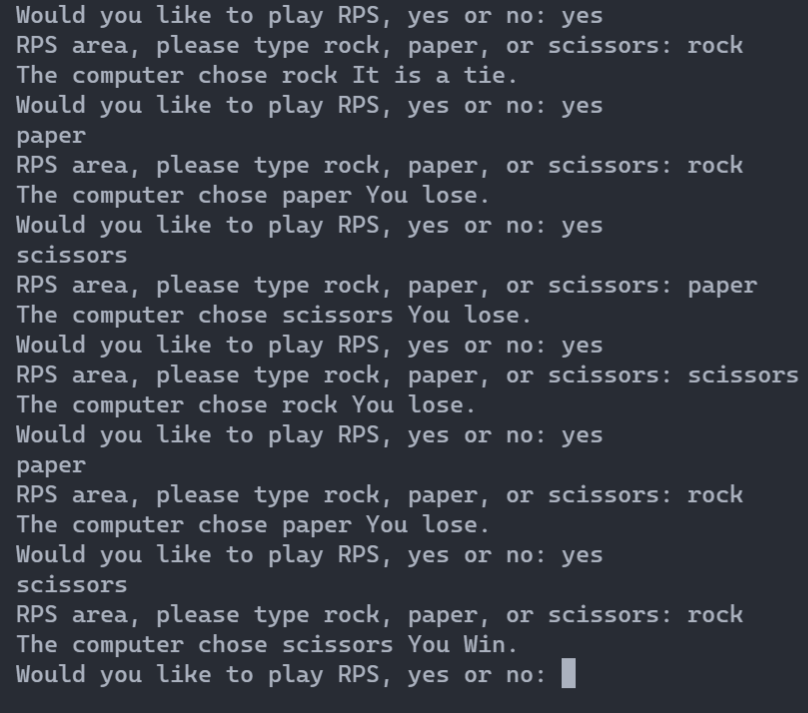 Would you like to play RPS, yes or no: yes
RPS area, please type rock, paper, or scissors: rock
The computer chose rock It is a tie.
Would you like to play RPS, yes or no: yes
paper
RPS area, please type rock, paper, or scissors: rock
The computer chose paper You lose.
Would you like to play RPS, yes or no: yes
scissors
RPS area, please type rock, paper, or scissors: paper
The computer chose scissors You lose.
Would you like to play RPS, yes or no: yes
RPS area, please type rock, paper, or scissors: scissors
The computer chose rock You lose.
Would you like to play RPS, yes or no: yes
paper
RPS area, please type rock, paper, or scissors: rock
The computer chose paper You lose.
Would you like to play RPS, yes or no: yes
scissors
RPS area, please type rock, paper, or scissors: rock
The computer chose scissors You Win.
Would you like to play RPS, yes or no: